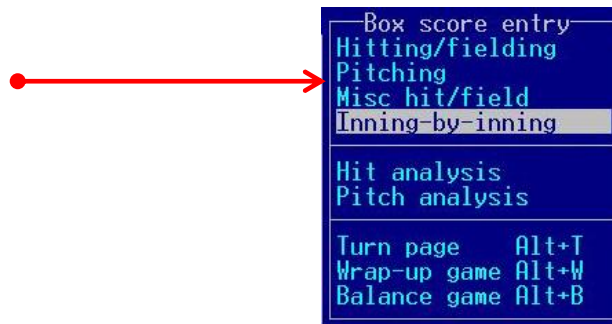 Box score entry
Hitting/fielding
Pitching
Misc hit/field
Inning-by-inning
Hit analysis
Pitch analysis
Turn page Alt+T
Wrap-up game Alt+W
Balance game Alt+B